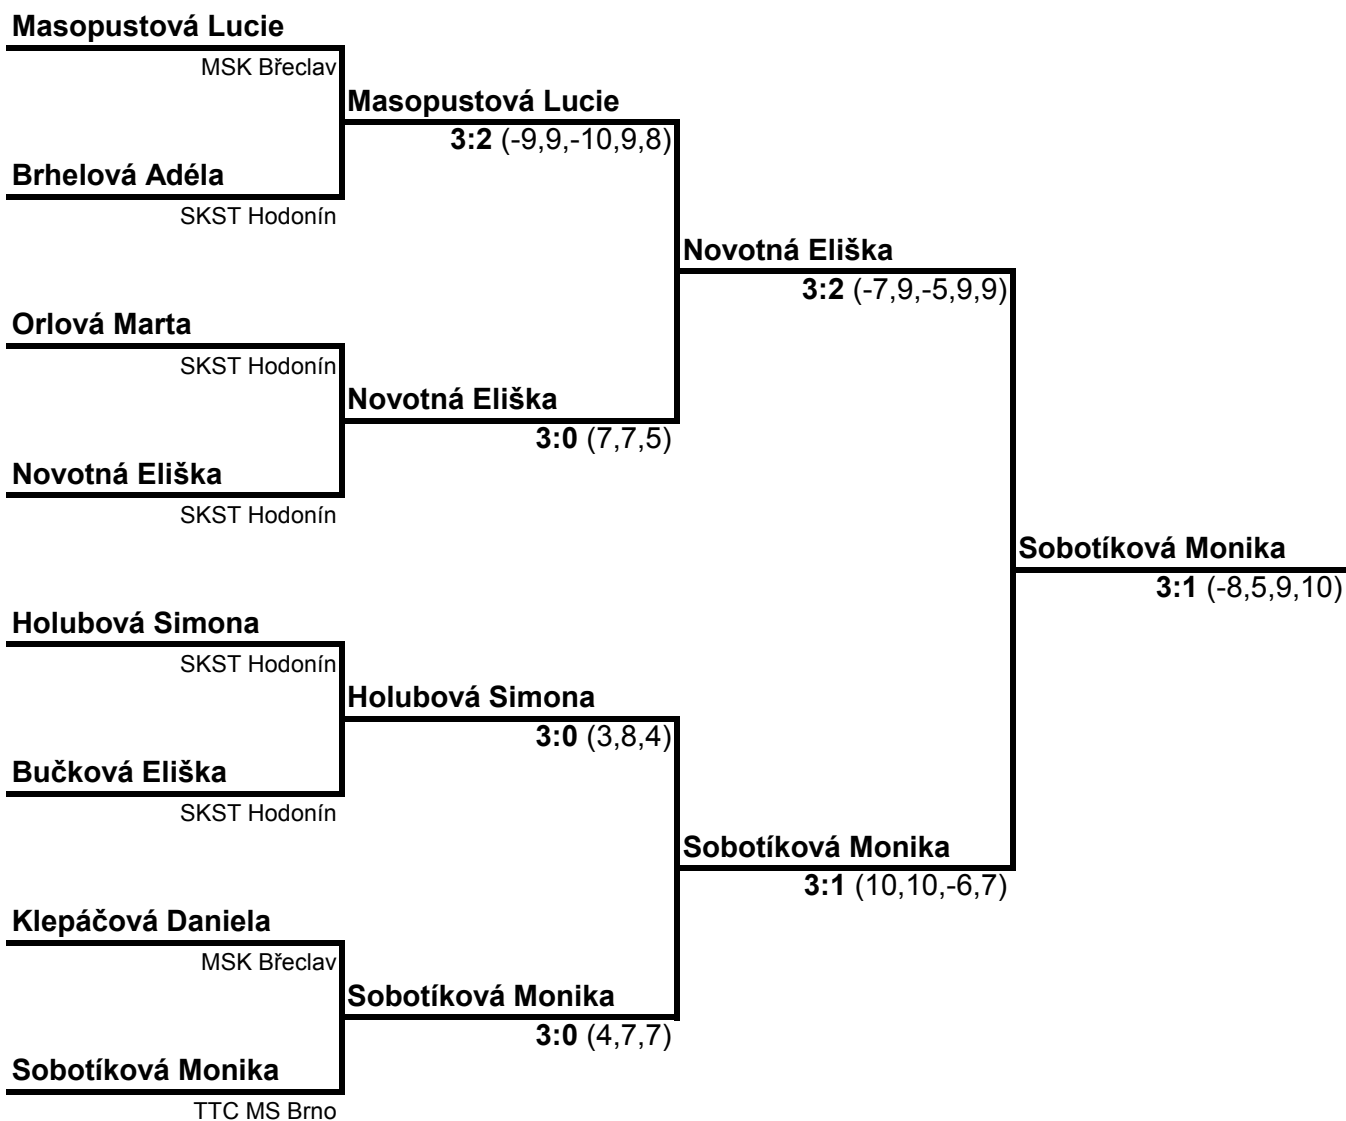 Masopustová Lucie
MSK Břeclav
Masopustová Lucie
3:2 (-9,9,-10,9,8)
Brhelová Adéla
SKST Hodonín
Novotná Eliška
3:2 (-7,9,-5,9,9)
Orlová Marta
SKST Hodonín
Novotná Eliška
3:0 (7,7,5)
Novotná Eliška
SKST Hodonín
Sobotíková Monika
3:1 (-8,5,9,10)
Holubová Simona
SKST Hodonín
Holubová Simona
3:0 (3,8,4)
Bučková Eliška
SKST Hodonín
Sobotíková Monika
3:1 (10,10,-6,7)
Klepáčová Daniela
MSK Břeclav
Sobotíková Monika
3:0 (4,7,7)
Sobotíková Monika
TTC MS Brno